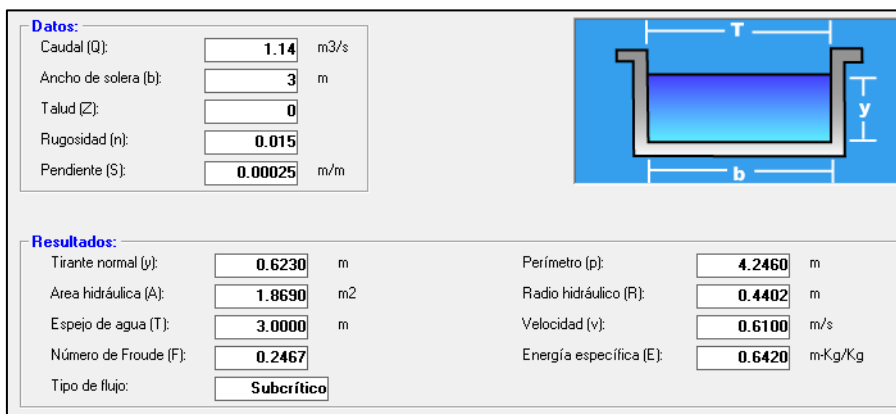 Datos:
Caudal (Q): 1.14 m3/s
Ancho de solera (b): 3 m
Talud (Z): 0
Rugosidad (n): 0.015
Pendiente (S): 0.00025 m/m
T
y
b
Resultados:
Tirante normal (y): 0.6230 m Perímetro (p): 4.2460 m
Area hidráulica (A): 1.8690 m2 Radio hidráulico (R): 0.4402 m
Espejo de agua (T): 3.0000 m Velocidad (v): 0.6100 m/s
Número de Froude (F): 0.2467 Energía específica (E): 0.6420 m-Kg/Kg
Tipo de flujo: Subcrítico